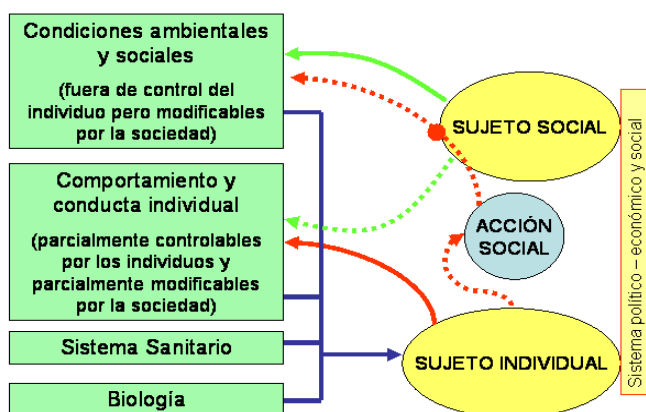 Condiciones ambientales
y sociales
(fuera de control del
individuo pero modificables
por la sociedad)
Comportamiento y
conducta individual
(parcialmente controlables
por los individuos y
parcialmente modificables
por la sociedad)
Sistema Sanitario
Biología
SUJETO SOCIAL
ACCIÓN
SOCIAL
SUJETO INDIVIDUAL
Sistema político – económico y social